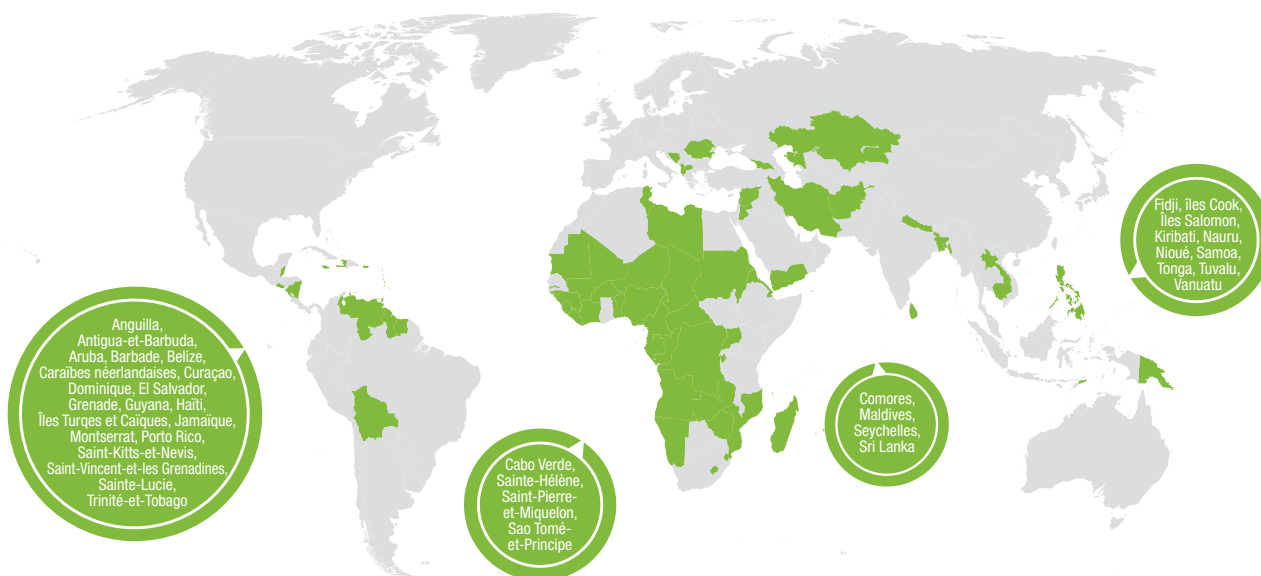 Anguilla,
Antigua-et-Barbuda,
Aruba, Barbade, Belize,
Caraïbes néerlandaises, Curaçao,
Dominique, El Salvador,
Grenade, Guyana, Haïti,
Îles Turqes et Caïques, Jamaïque,
Montserrat, Porto Rico,
Saint-Kitts-et-Nevis,
Saint-Vincent-et-les Grenadines,
Sainte-Lucie,
Trinité-et-Tobago
Cabo Verde,
Sainte-Hélène,
Saint-Pierre-
et-Miquelon,
Sao Tomé-
et-Principe
Comores,
Maldives,
Seychelles,
Sri Lanka
Fidji, îles Cook,
Îles Salomon,
Kiribati, Nauru,
Nioué, Samoa,
Tonga, Tuvalu,
Vanuatu